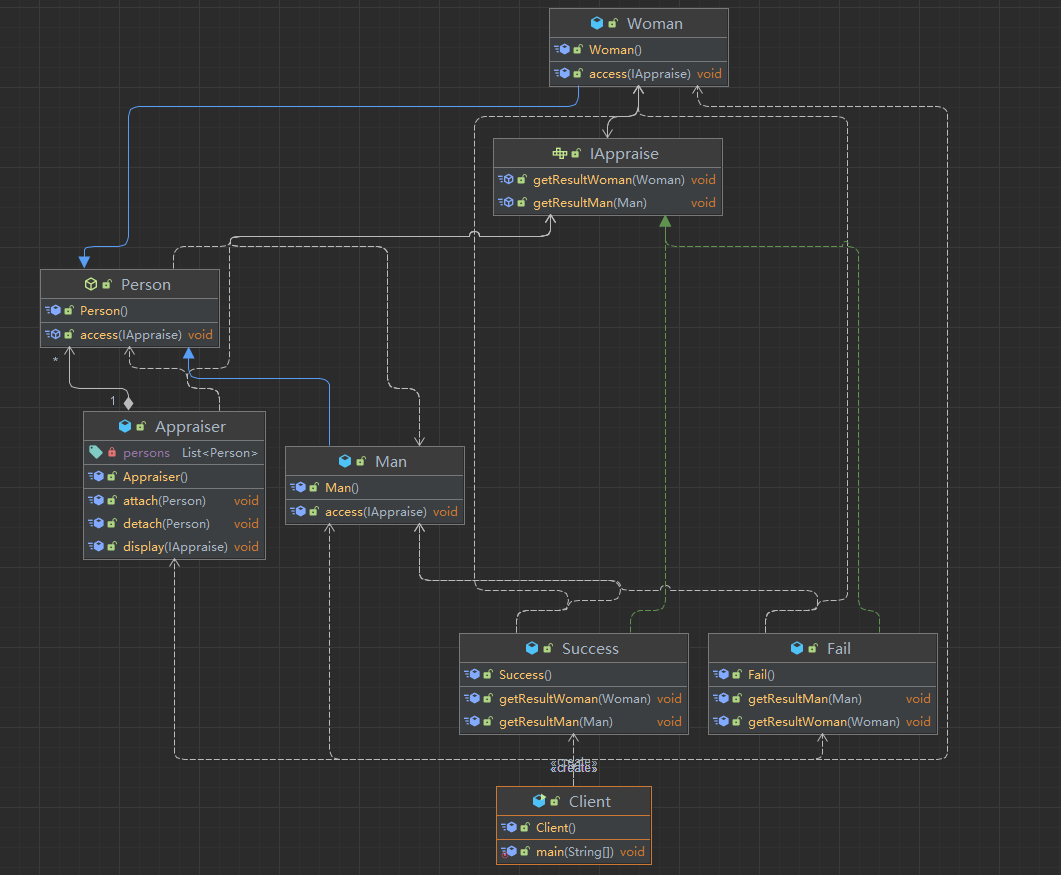 Woman
Woman()
access(IAppraise) void
IAppraise
getResultWoman(Woman) void
getResultMan(Man) void
Person
Person()
access(IAppraise) void
*
1
Appraiser
persons List<Person>
Appraiser()
attach(Person) void
detach(Person) void
display(IAppraise) void
Man
Man()
access(IAppraise) void
Success
Success()
getResultWoman(Woman) void
getResultMan(Man) void
Fail
Fail()
getResultMan(Man) void
getResultWoman(Woman) void
«create»
«create»
Client
Client()
main(String[]) void